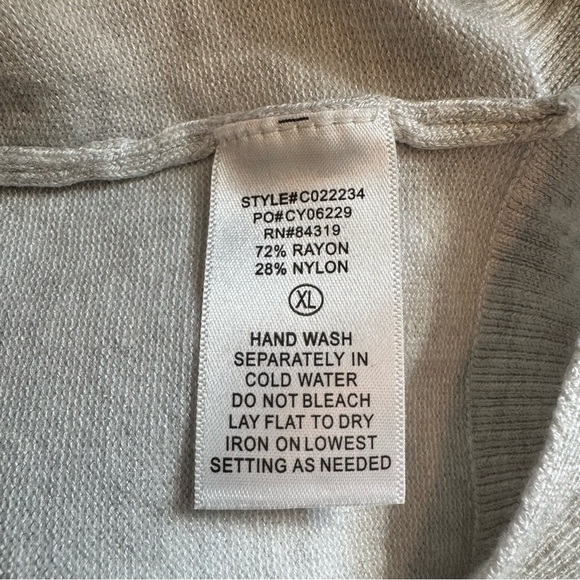 STYLE#C022234
PO#CY06229
RN#84319
72% RAYON
28% NYLON
XL
HAND WASH
SEPARATELY IN
COLD WATER
DO NOT BLEACH
LAY FLAT TO DRY
IRON ON LOWEST
SETTING AS NEEDED